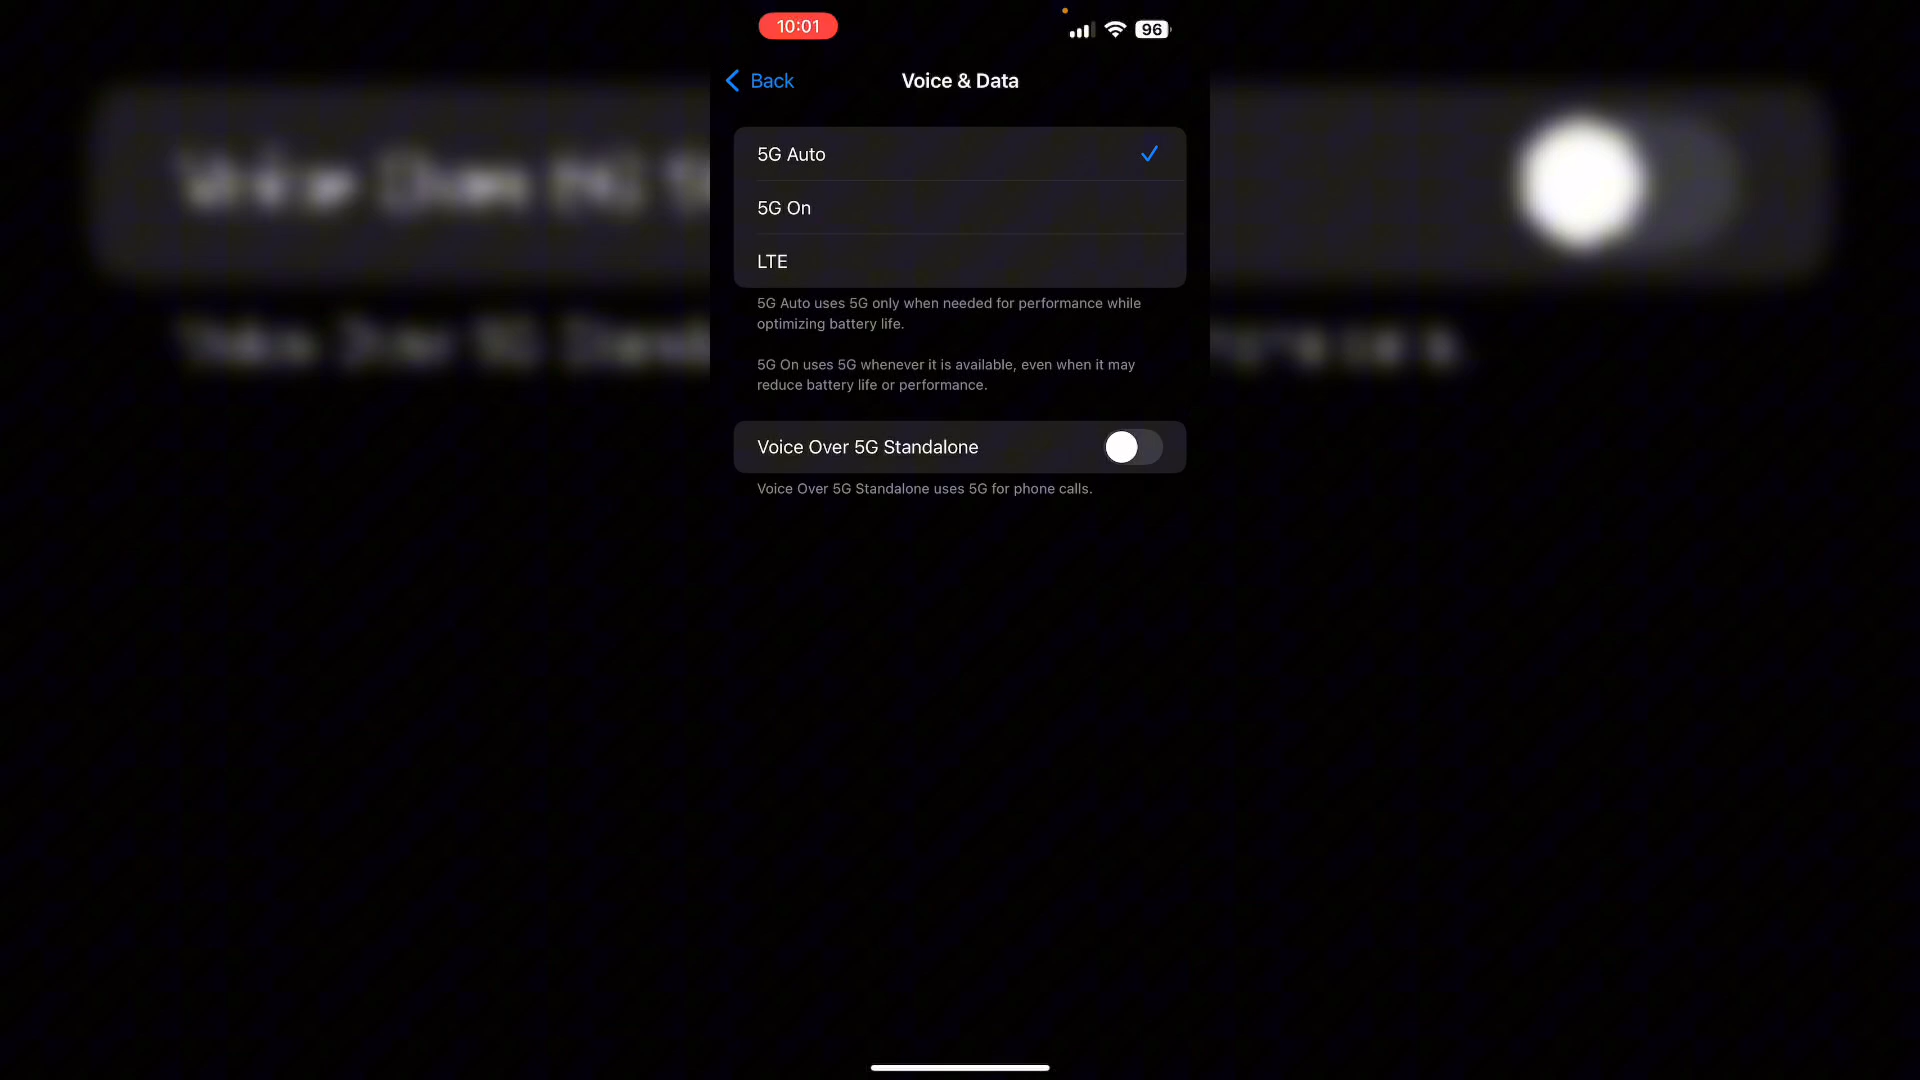 10:01
96
Back
Voice & Data
5G Auto
5G On
LTE
5G Auto uses 5G only when needed for performance while
optimizing battery life.
5G On uses 5G whenever it is available, even when it may
reduce battery life or performance.
Voice Over 5G Standalone
Voice Over 5G Standalone uses 5G for phone calls.